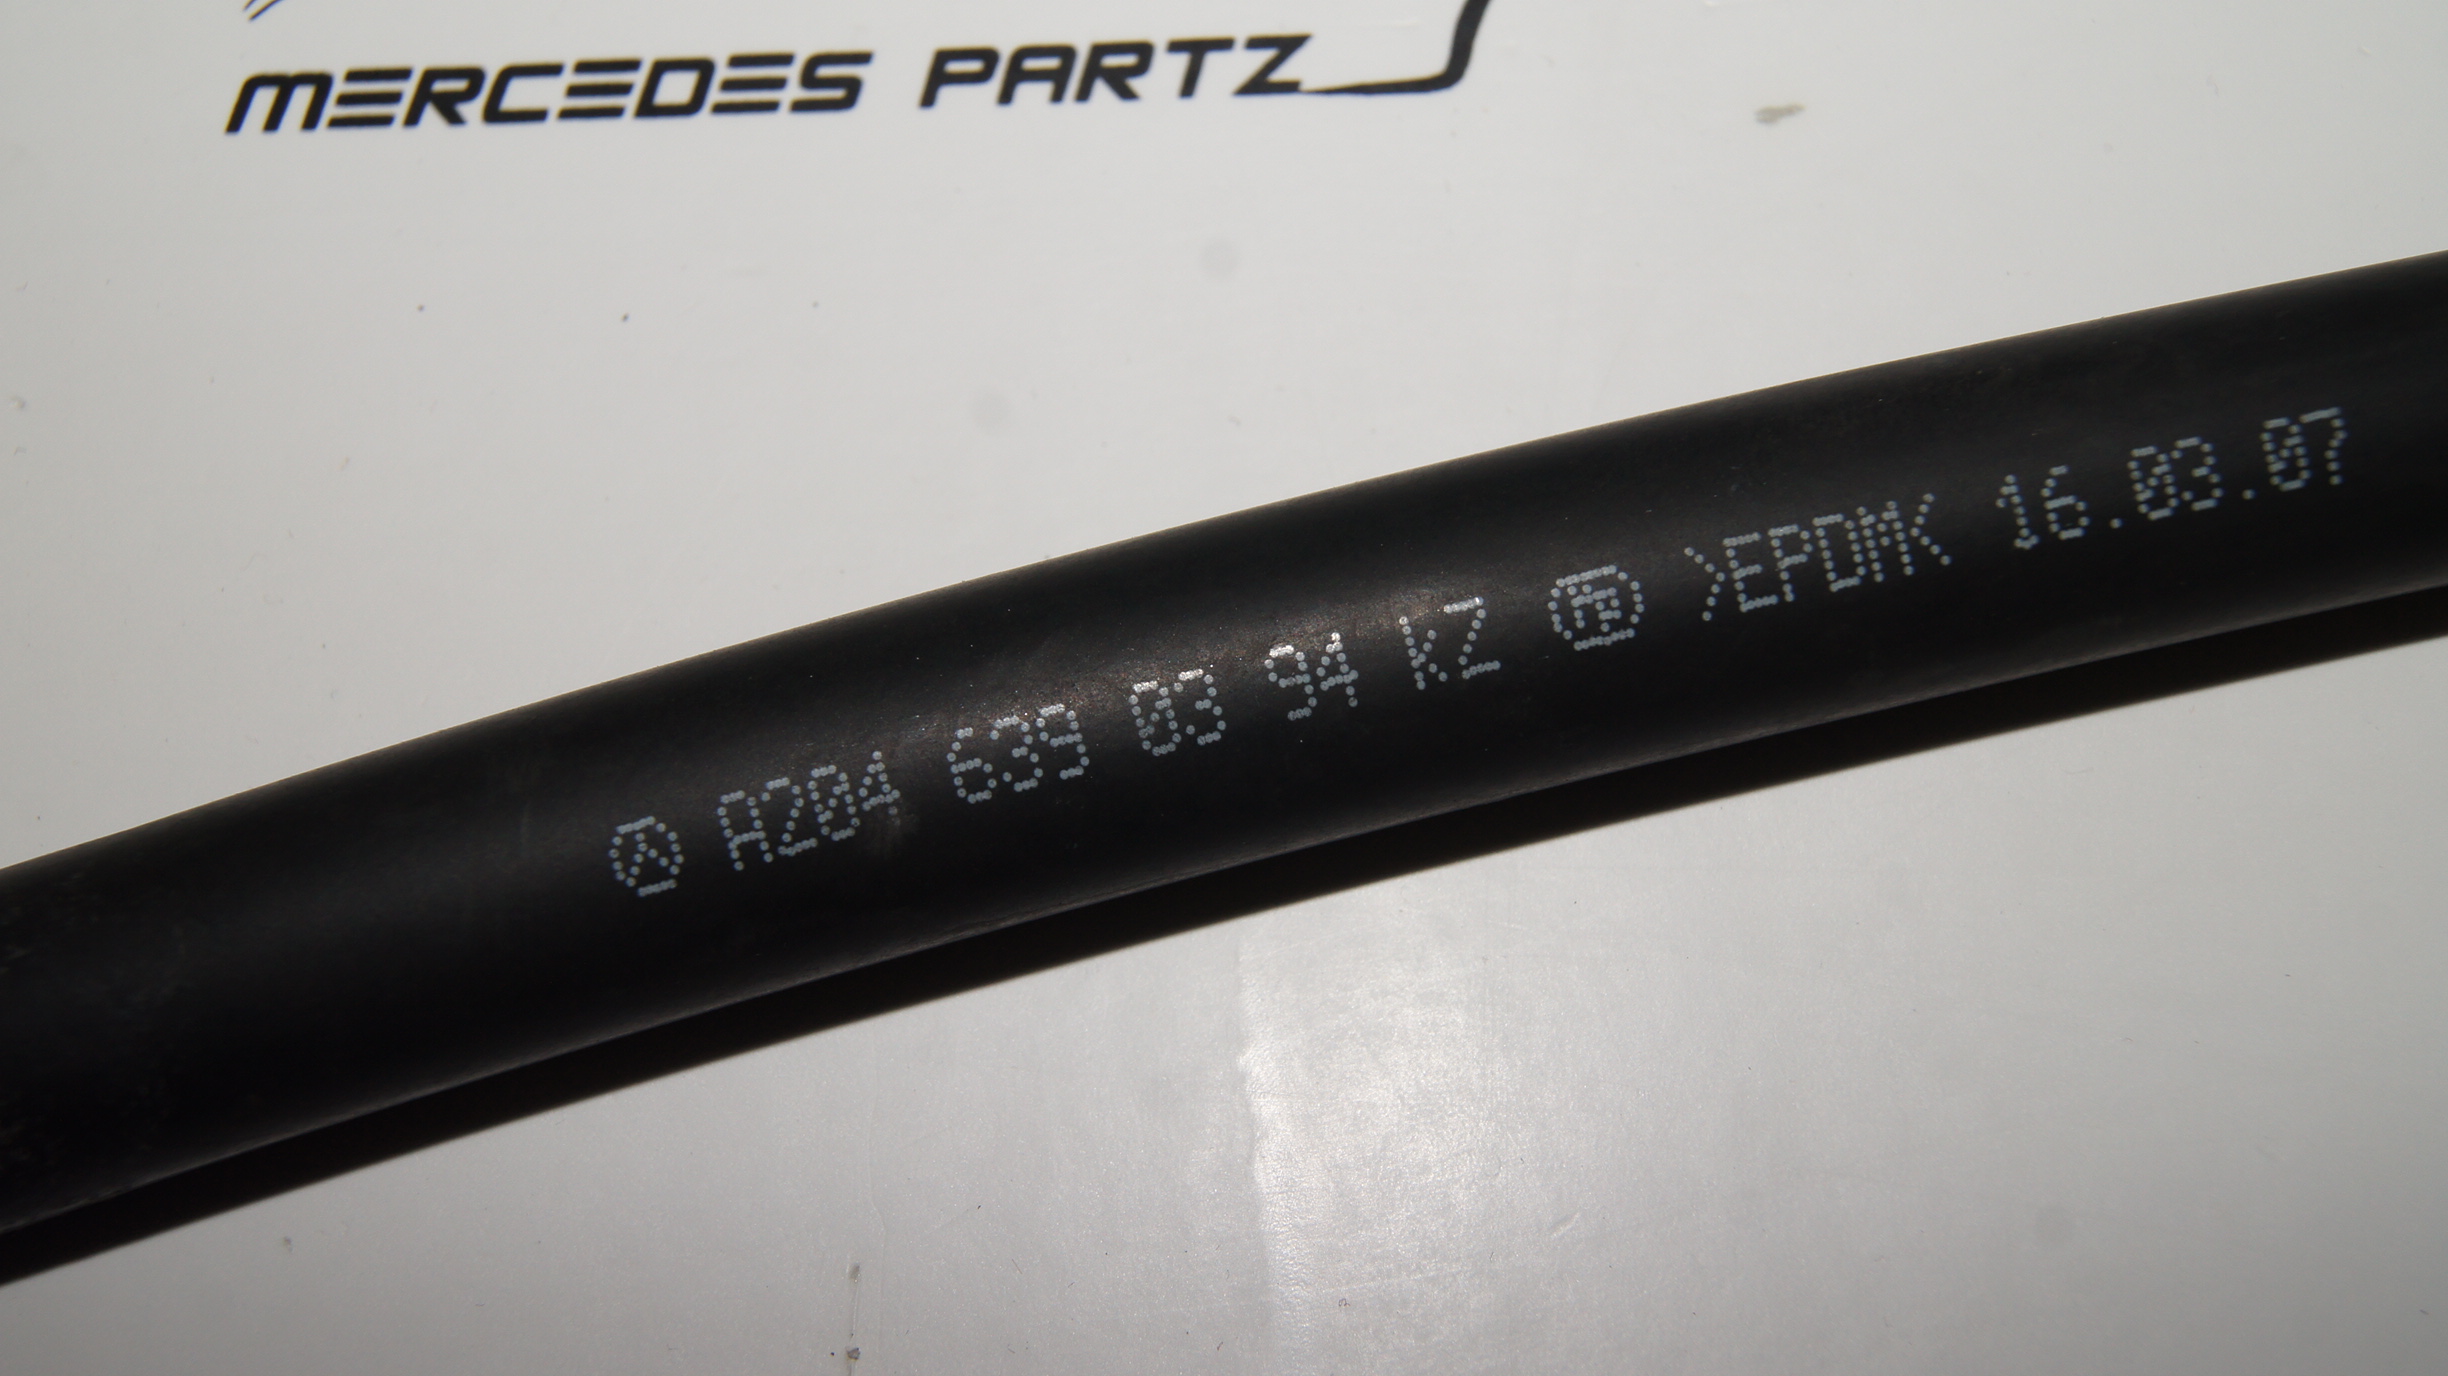 MERCEDES PARTZ
A204 639 03 94 kZ >EPDM< 16.03.07